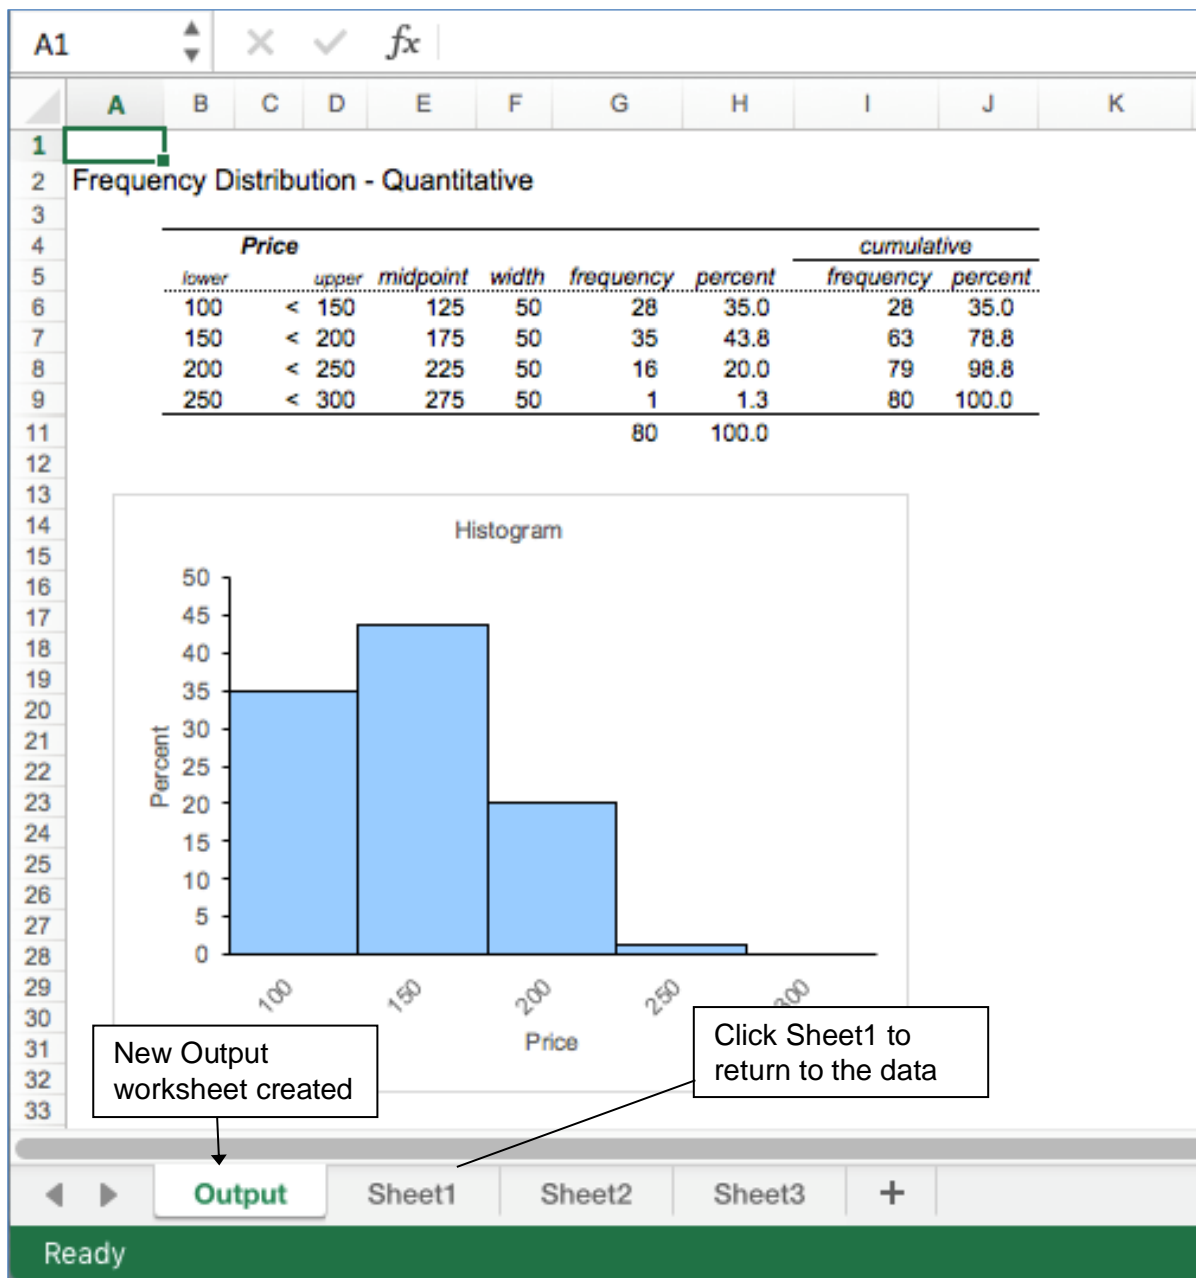 A1 fx
A B C D E F G H I J K
1
2 Frequency Distribution - Quantitative
3
4 Price cumulative
5 lower upper midpoint width frequency percent frequency percent
6 100 < 150 125 50 28 35.0 28 35.0
7 150 < 200 175 50 35 43.8 63 78.8
8 200 < 250 225 50 16 20.0 79 98.8
9 250 < 300 275 50 1 1.3 80 100.0
11 80 100.0
12
13
14 Histogram
15
16 50
17 45
18 40
19 35
20 30
21 25
22 Percent
23 20
24 15
25 10
26
27 5
28 0
29 100 150 200 250 300
30
31 Price
32
33
New Output
worksheet created
Click Sheet1 to
return to the data
Output Sheet1 Sheet2 Sheet3 +
Ready